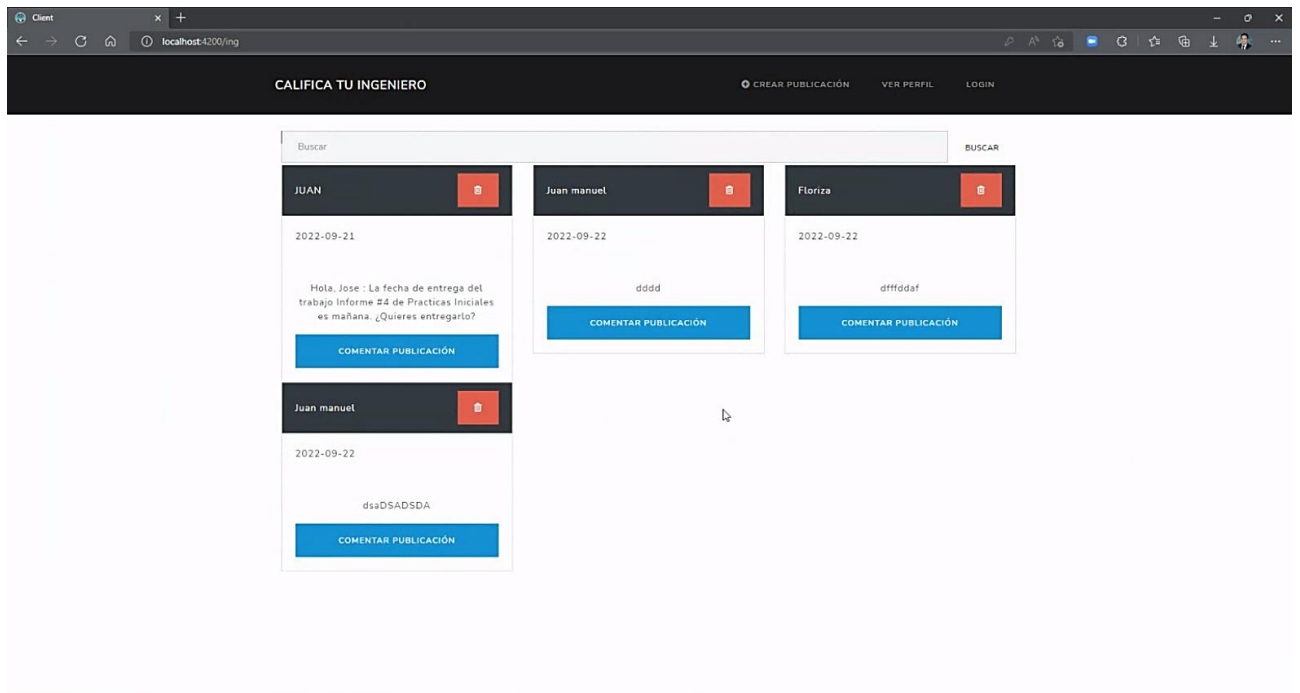 Client
localhost:4200/ing
CALIFICA TU INGENIERO
CREAR PUBLICACIÓN
VER PERFIL
LOGIN
Buscar
BUSCAR
JUAN
2022-09-21
Hola, Jose : La fecha de entrega del
trabajo Informe #4 de Practicas Iniciales
es mañana. ¿Quieres entregarlo?
COMENTAR PUBLICACIÓN
Juan manuel
2022-09-22
dddd
COMENTAR PUBLICACIÓN
Floriza
2022-09-22
dfffddaf
COMENTAR PUBLICACIÓN
Juan manuel
2022-09-22
dsaDSADSDA
COMENTAR PUBLICACIÓN